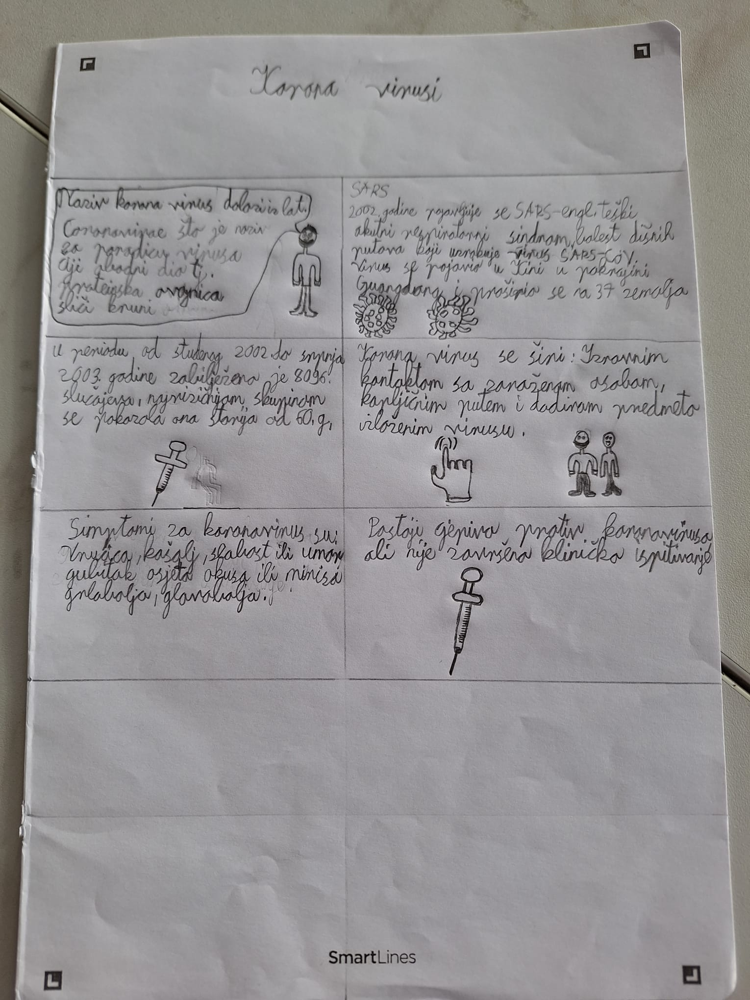 Korona virusi
Naziv korona virus dolazi iz lat.
Coronavirae što je naziv
za porodicu virusa
čiji obodni dio tj.
proteinska ovojnica
sliči kruni
SARS
2002. godine pojavljuje se SARS-engl. teški
akutni respiratorni sindrom, bolest dišnih
putova koji uzrokuje virus SARS-CoV.
Virus se pojavio u Kini u pokrajini
Guangdong i proširio se na 37 zemalja
U periodu od studenog 2002. do srpnja
2003. godine zabilježeno je 8096.
slučajeva, najrizičnijom skupinom
se pokazala ona starija od 60. g.
Korona virus se širi: Izravnim
kontaktom sa zaraženom osobom,
kapljičnim putem i dodirom predmeta
izloženim virusu.
Simptomi za koronavirus su:
Vrućica, kašalj, slabost ili umor,
gubitak osjeta okusa ili mirisa
grlobolja, glavobolja.
Postoji cjepivo protiv koronavirusa,
ali nije završeno kliničko ispitivanje
SmartLines